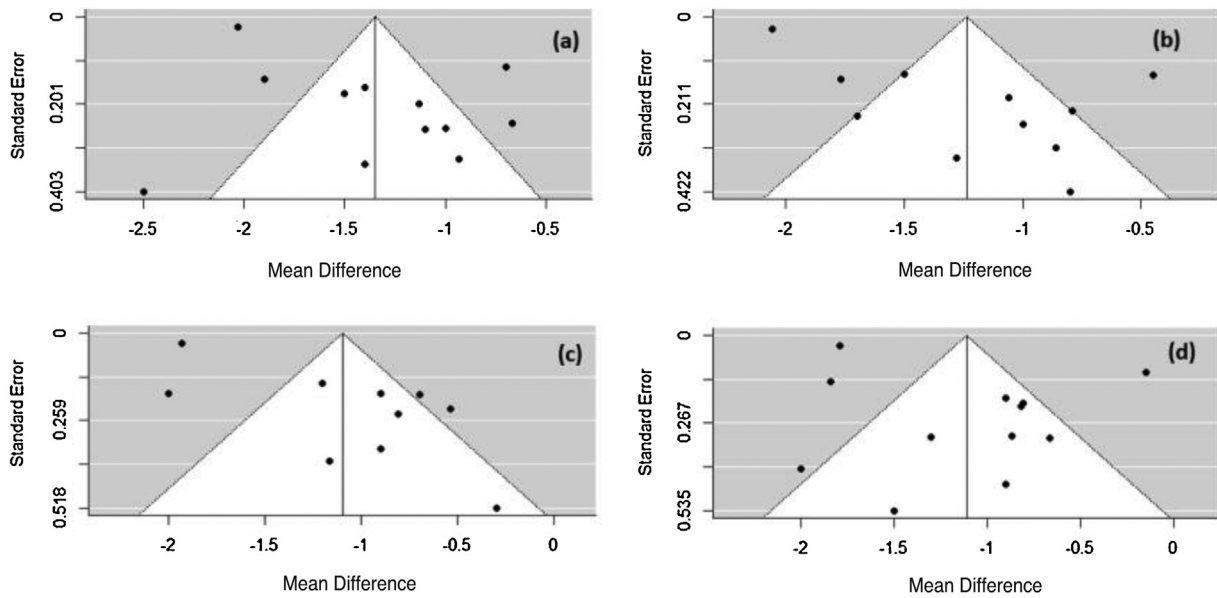 (a)
Standard Error
0
0.201
0.403
-2.5 -2 -1.5 -1 -0.5
Mean Difference
(b)
Standard Error
0
0.211
0.422
-2 -1.5 -1 -0.5
Mean Difference
(c)
Standard Error
0
0.259
0.518
-2 -1.5 -1 -0.5 0
Mean Difference
(d)
Standard Error
0
0.267
0.535
-2 -1.5 -1 -0.5 0
Mean Difference